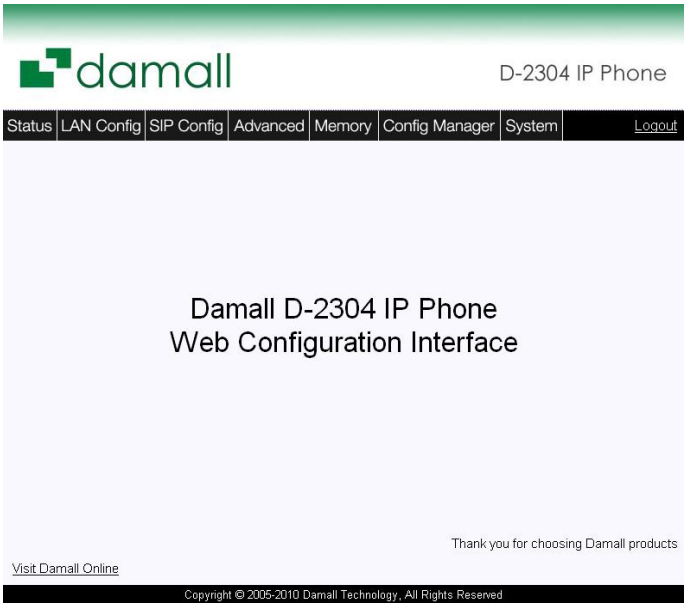 damall
D-2304 IP Phone
Status LAN Config SIP Config Advanced Memory Config Manager System Logout
Damall D-2304 IP Phone
Web Configuration Interface
Thank you for choosing Damall products
Visit Damall Online
Copyright © 2005-2010 Damall Technology, All Rights Reserved